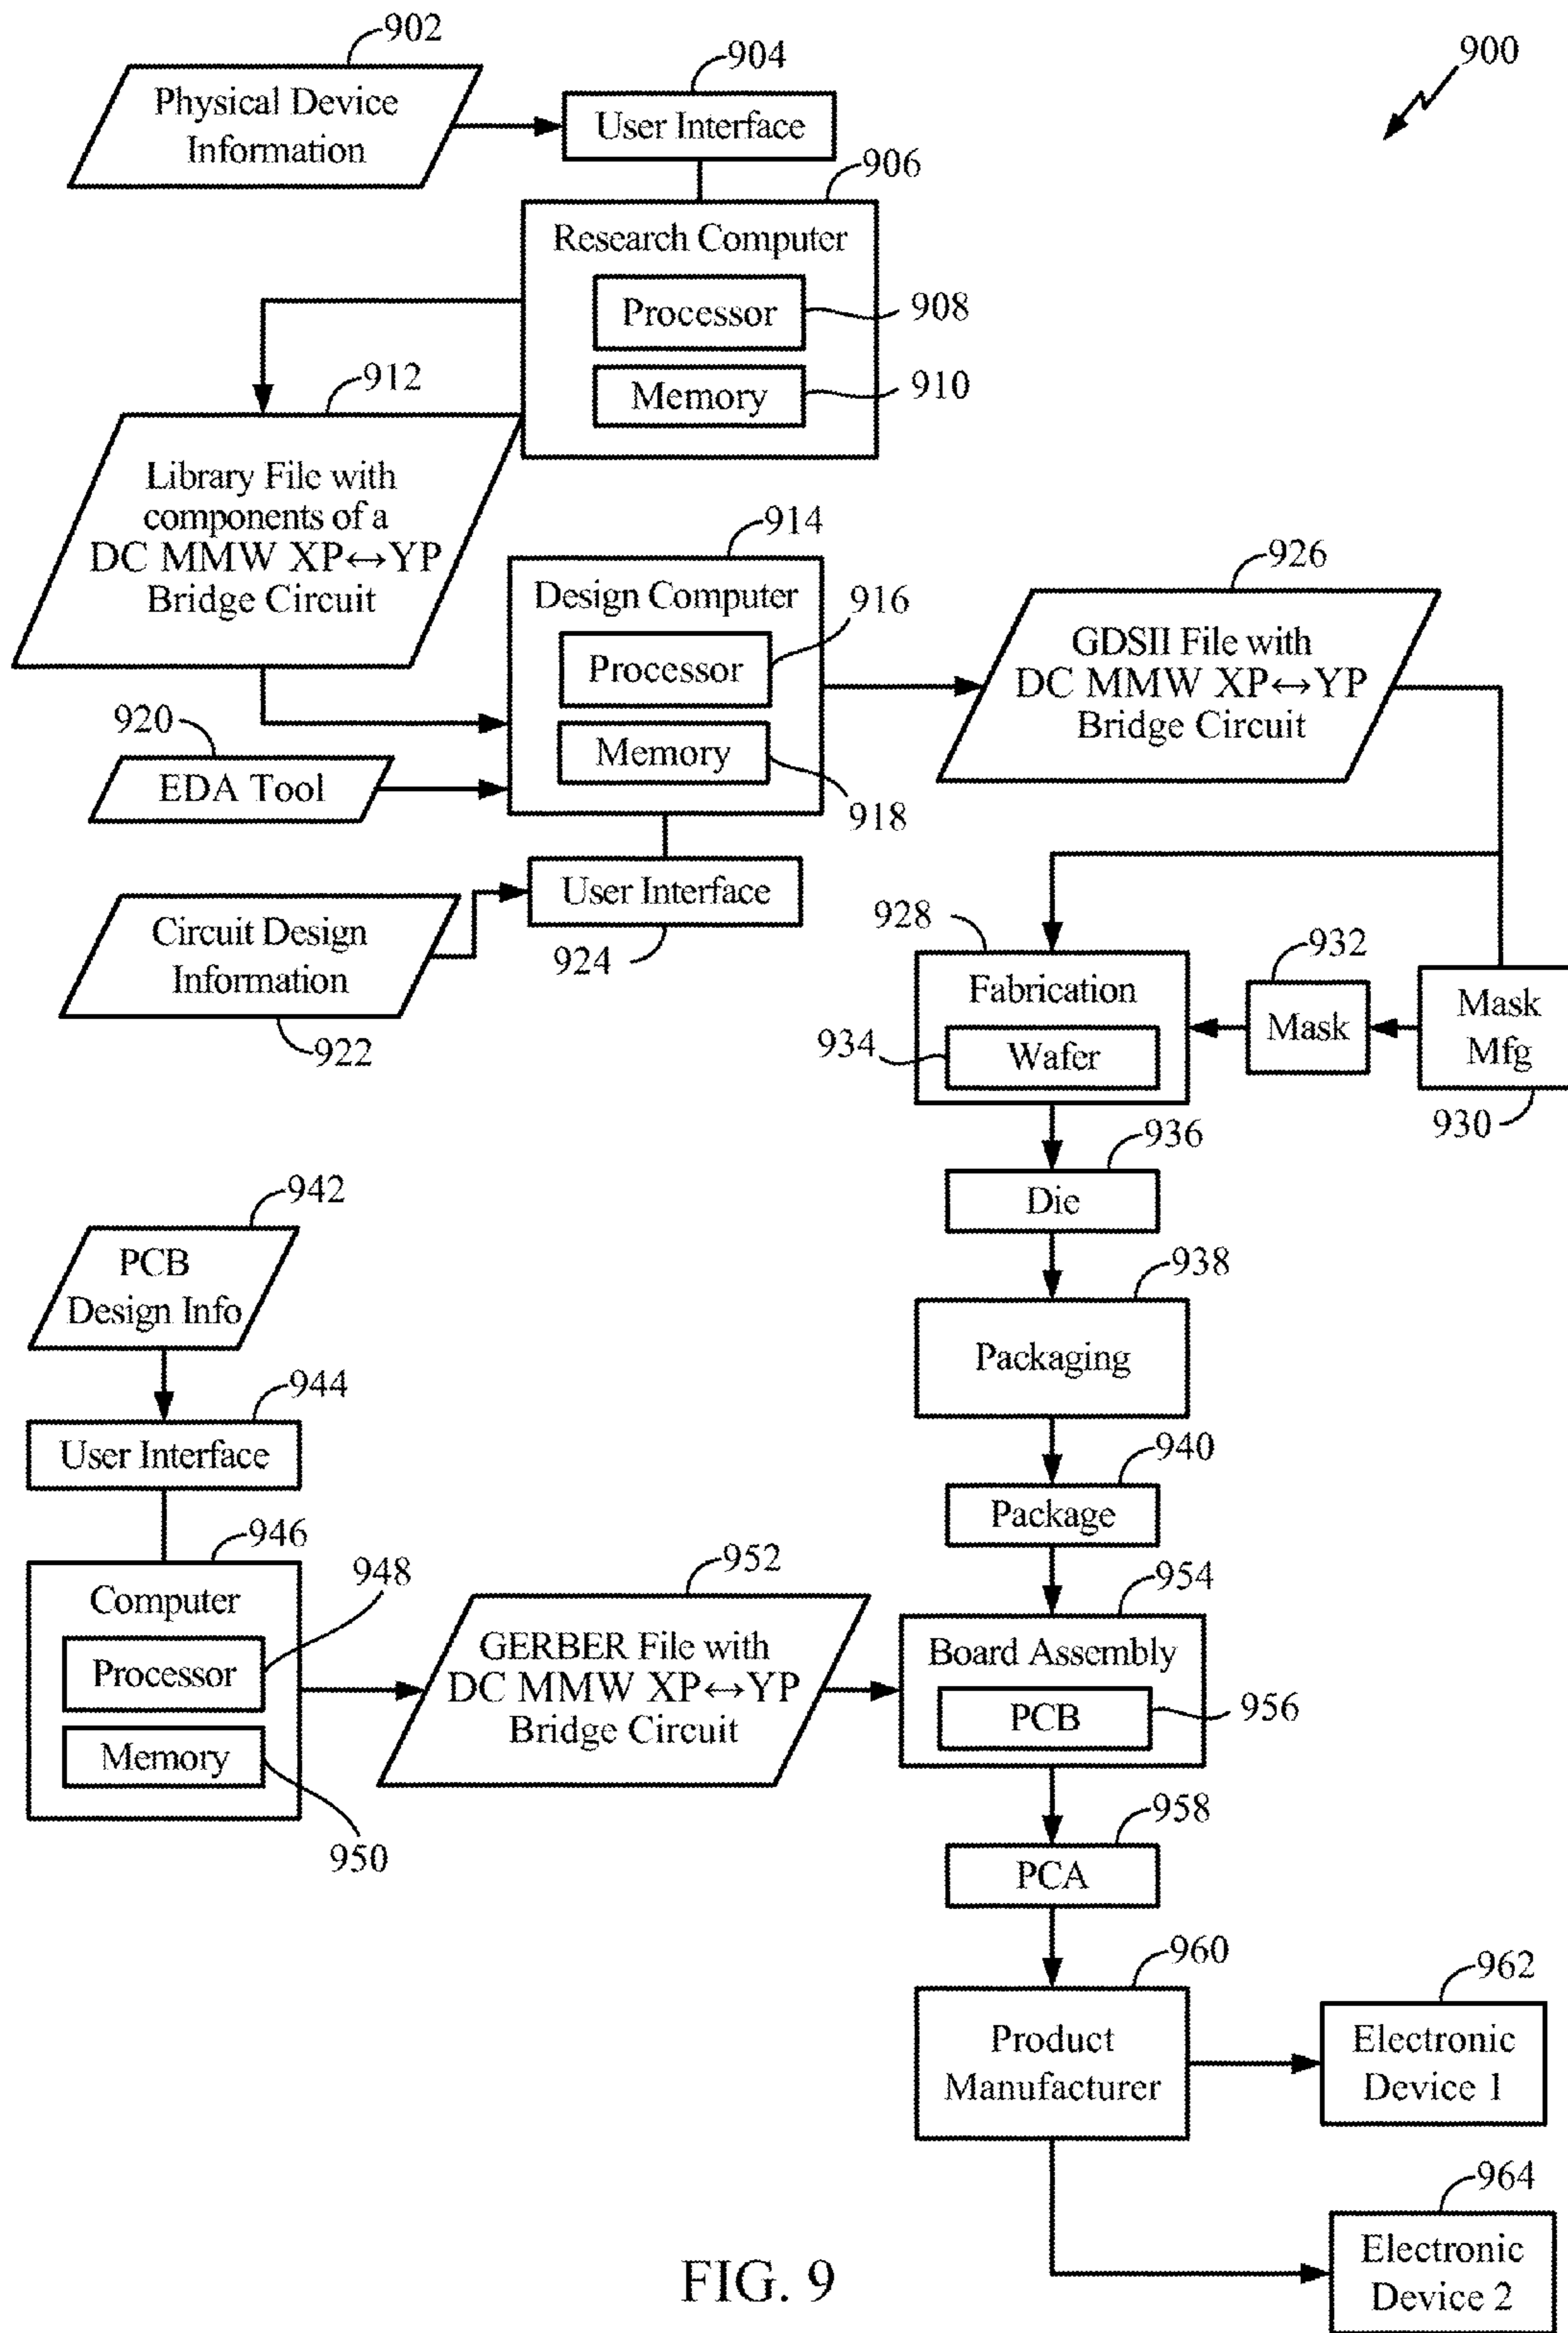 902
Physical Device
Information
904
User Interface
900
906
Research Computer
Processor
908
Memory
910
912
Library File with
components of a
DC MMW XP↔YP
Bridge Circuit
914
Design Computer
916
Processor
Memory
918
926
GDSII File with
DC MMW XP↔YP
Bridge Circuit
920
EDA Tool
User Interface
924
Circuit Design
Information
922
928
Fabrication
934
Wafer
932
Mask
Mask
Mfg
930
936
Die
938
Packaging
940
Package
942
PCB
Design Info
944
User Interface
946
Computer
948
Processor
Memory
950
952
GERBER File with
DC MMW XP↔YP
Bridge Circuit
954
Board Assembly
PCB
956
958
PCA
960
Product
Manufacturer
962
Electronic
Device 1
964
Electronic
Device 2
FIG. 9